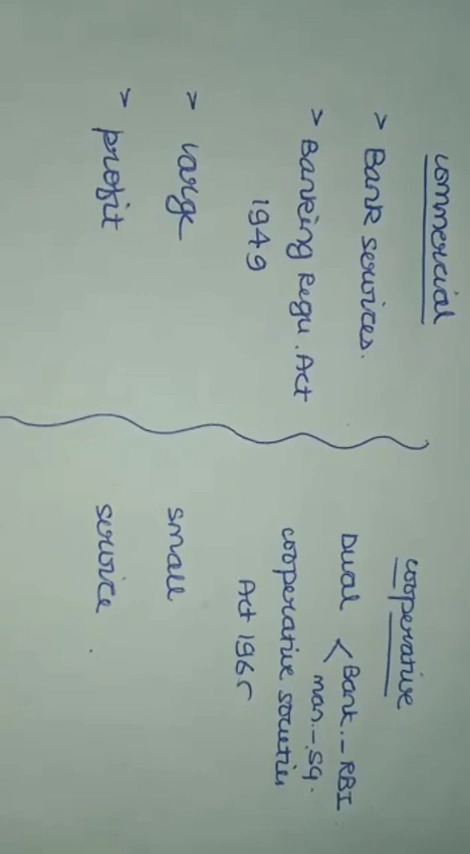 Commercial
> Bank services.
> Banking Regu. Act
1949
> large
> profit
cooperative
Dual < Bank. - RBI
man. - SG.
cooperative societies
Act 1965
small
service